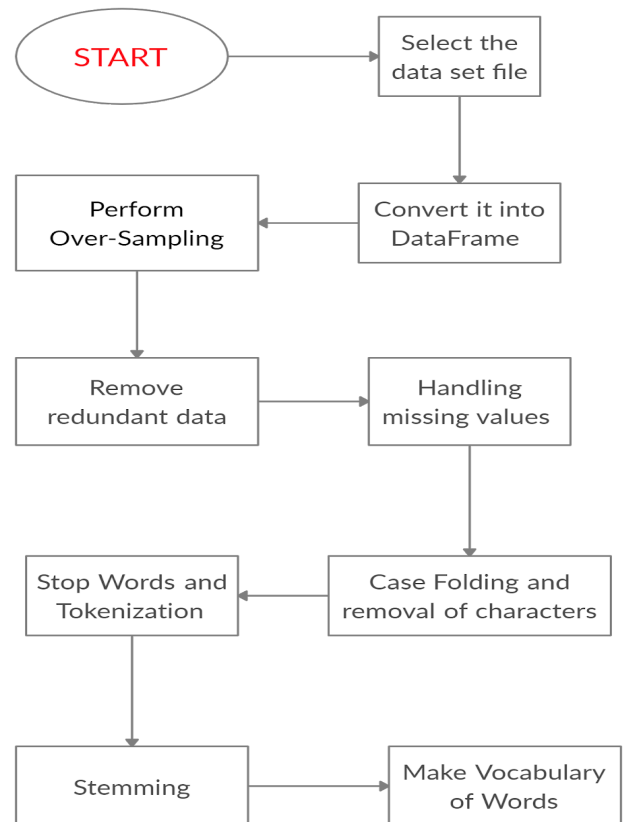 START
Select the
data set file
Convert it into
DataFrame
Perform
Over-Sampling
Remove
redundant data
Handling
missing values
Case Folding and
removal of characters
Stop Words and
Tokenization
Stemming
Make Vocabulary
of Words